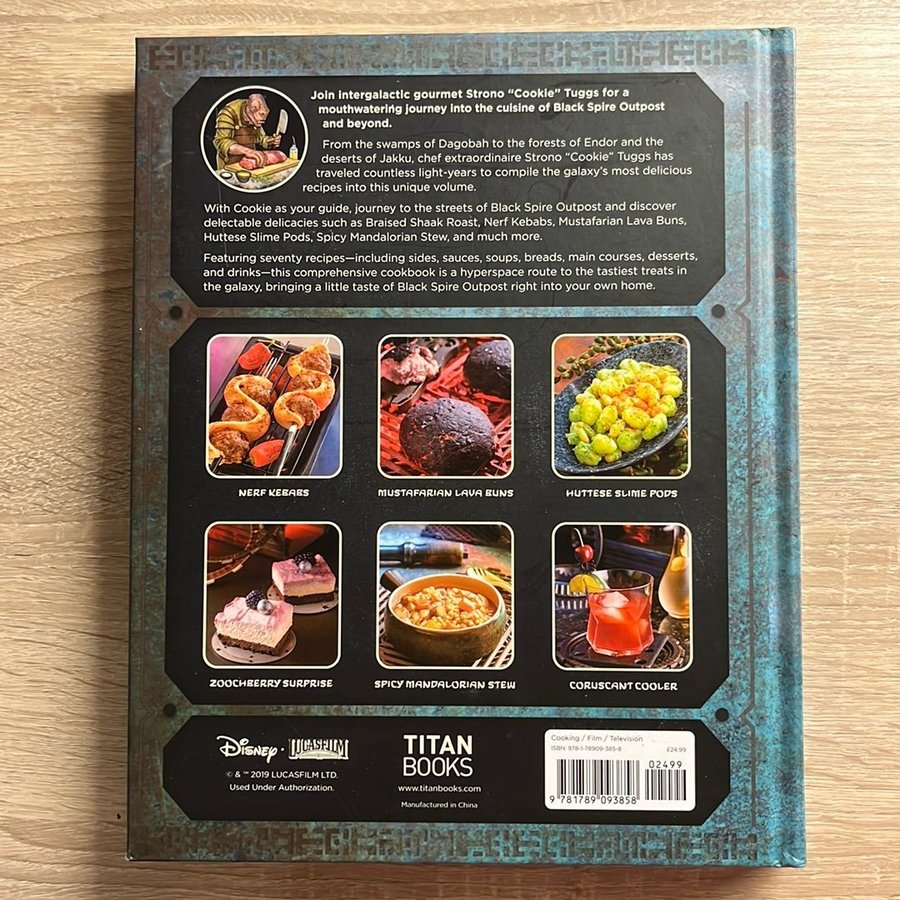 Join intergalactic gourmet Strono “Cookie” Tuggs for a
mouthwatering journey into the cuisine of Black Spire Outpost
and beyond.
From the swamps of Dagobah to the forests of Endor and the
deserts of Jakku, chef extraordinaire Strono “Cookie” Tuggs has
traveled countless light-years to compile the galaxy’s most delicious
recipes into this unique volume.
With Cookie as your guide, journey to the streets of Black Spire Outpost and discover
delectable delicacies such as Braised Shaak Roast, Nerf Kebabs, Mustafarian Lava Buns,
Huttese Slime Pods, Spicy Mandalorian Stew, and much more.
Featuring seventy recipes—including sides, sauces, soups, breads, main courses, desserts,
and drinks—this comprehensive cookbook is a hyperspace route to the tastiest treats in
the galaxy, bringing a little taste of Black Spire Outpost right into your own home.
NERF KEBABS
MUSTAFARIAN LAVA BUNS
HUTTESE SLIME PODS
ZOOCHBERRY SURPRISE
SPICY MANDALORIAN STEW
CORUSCANT COOLER
Disney · LUCASFILM
© & ™ 2019 LUCASFILM LTD.
Used Under Authorization.
TITAN
BOOKS
www.titanbooks.com
Manufactured in China
Cooking / Film / Television
ISBN: 978-1-78909-385-8 £24.99
02499
9 781789 093858